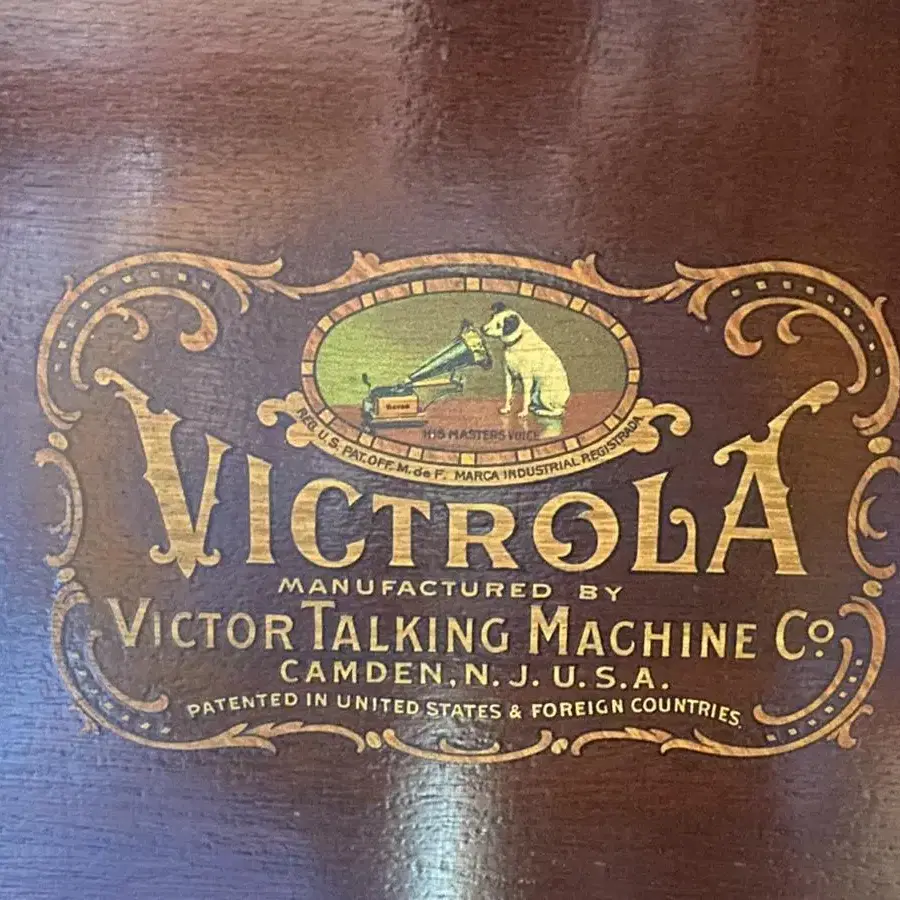 HIS MASTERS VOICE
REG. U.S. PAT. OFF. M. de F. MARCA INDUSTRIAL REGISTRADA
VICTROLA
MANUFACTURED BY
VICTOR TALKING MACHINE Co.
CAMDEN, N. J. U. S. A.
PATENTED IN UNITED STATES & FOREIGN COUNTRIES.